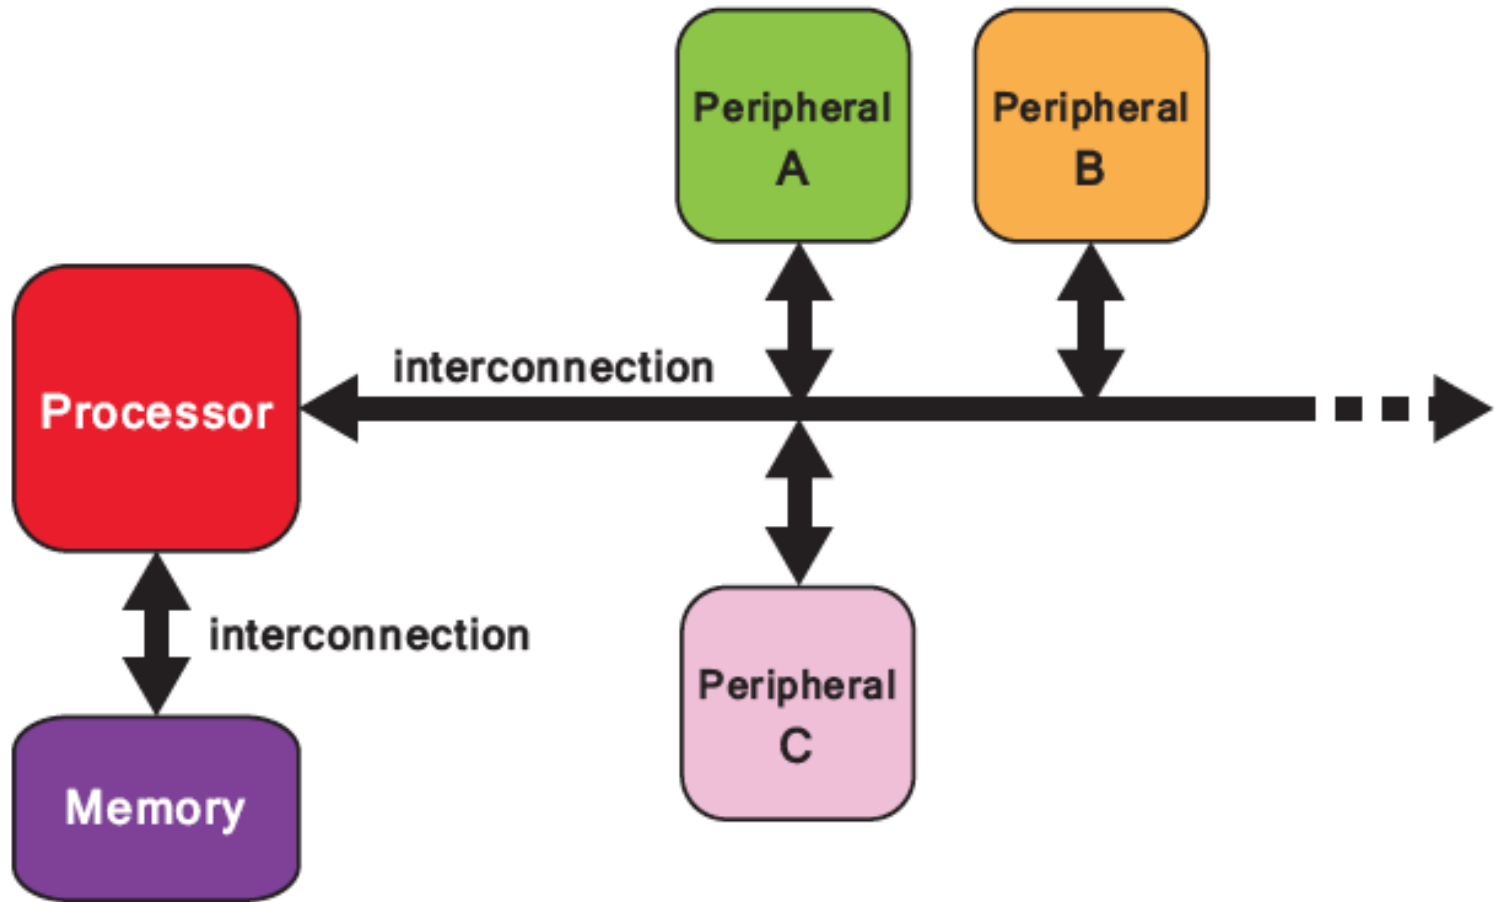 Peripheral
A
Peripheral
B
interconnection
Processor
interconnection
Peripheral
C
Memory